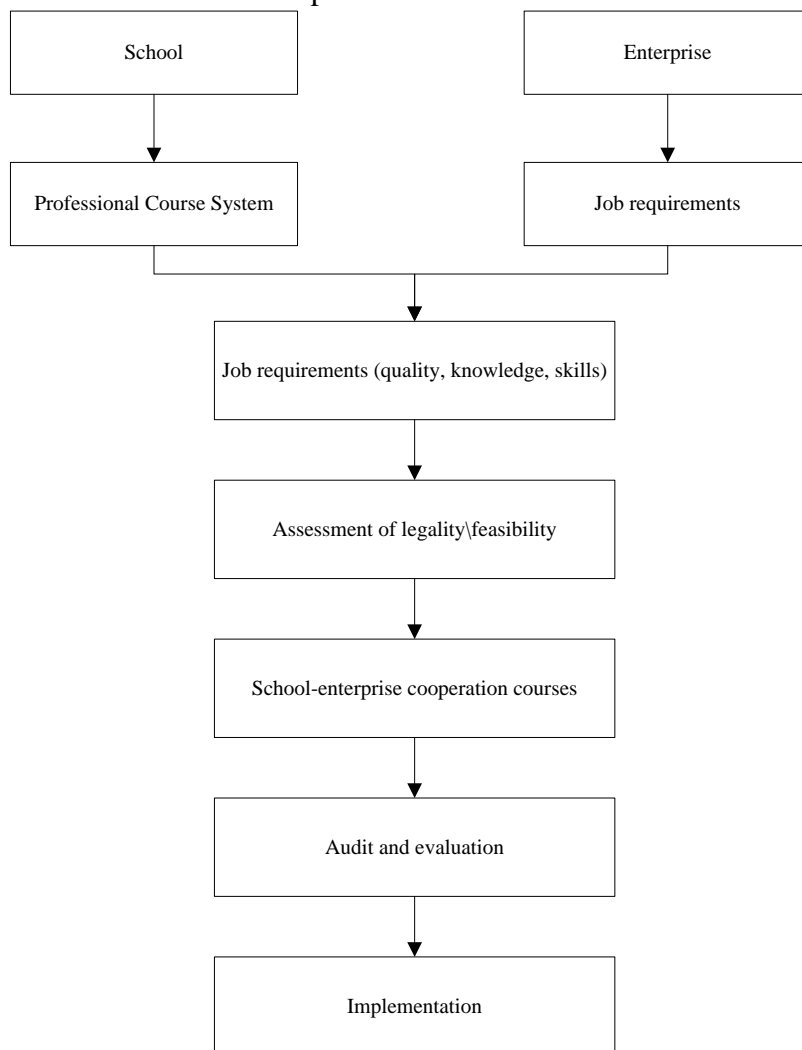 School
Enterprise
Professional Course System
Job requirements
Job requirements (quality, knowledge, skills)
Assessment of legality\feasibility
School-enterprise cooperation courses
Audit and evaluation
Implementation